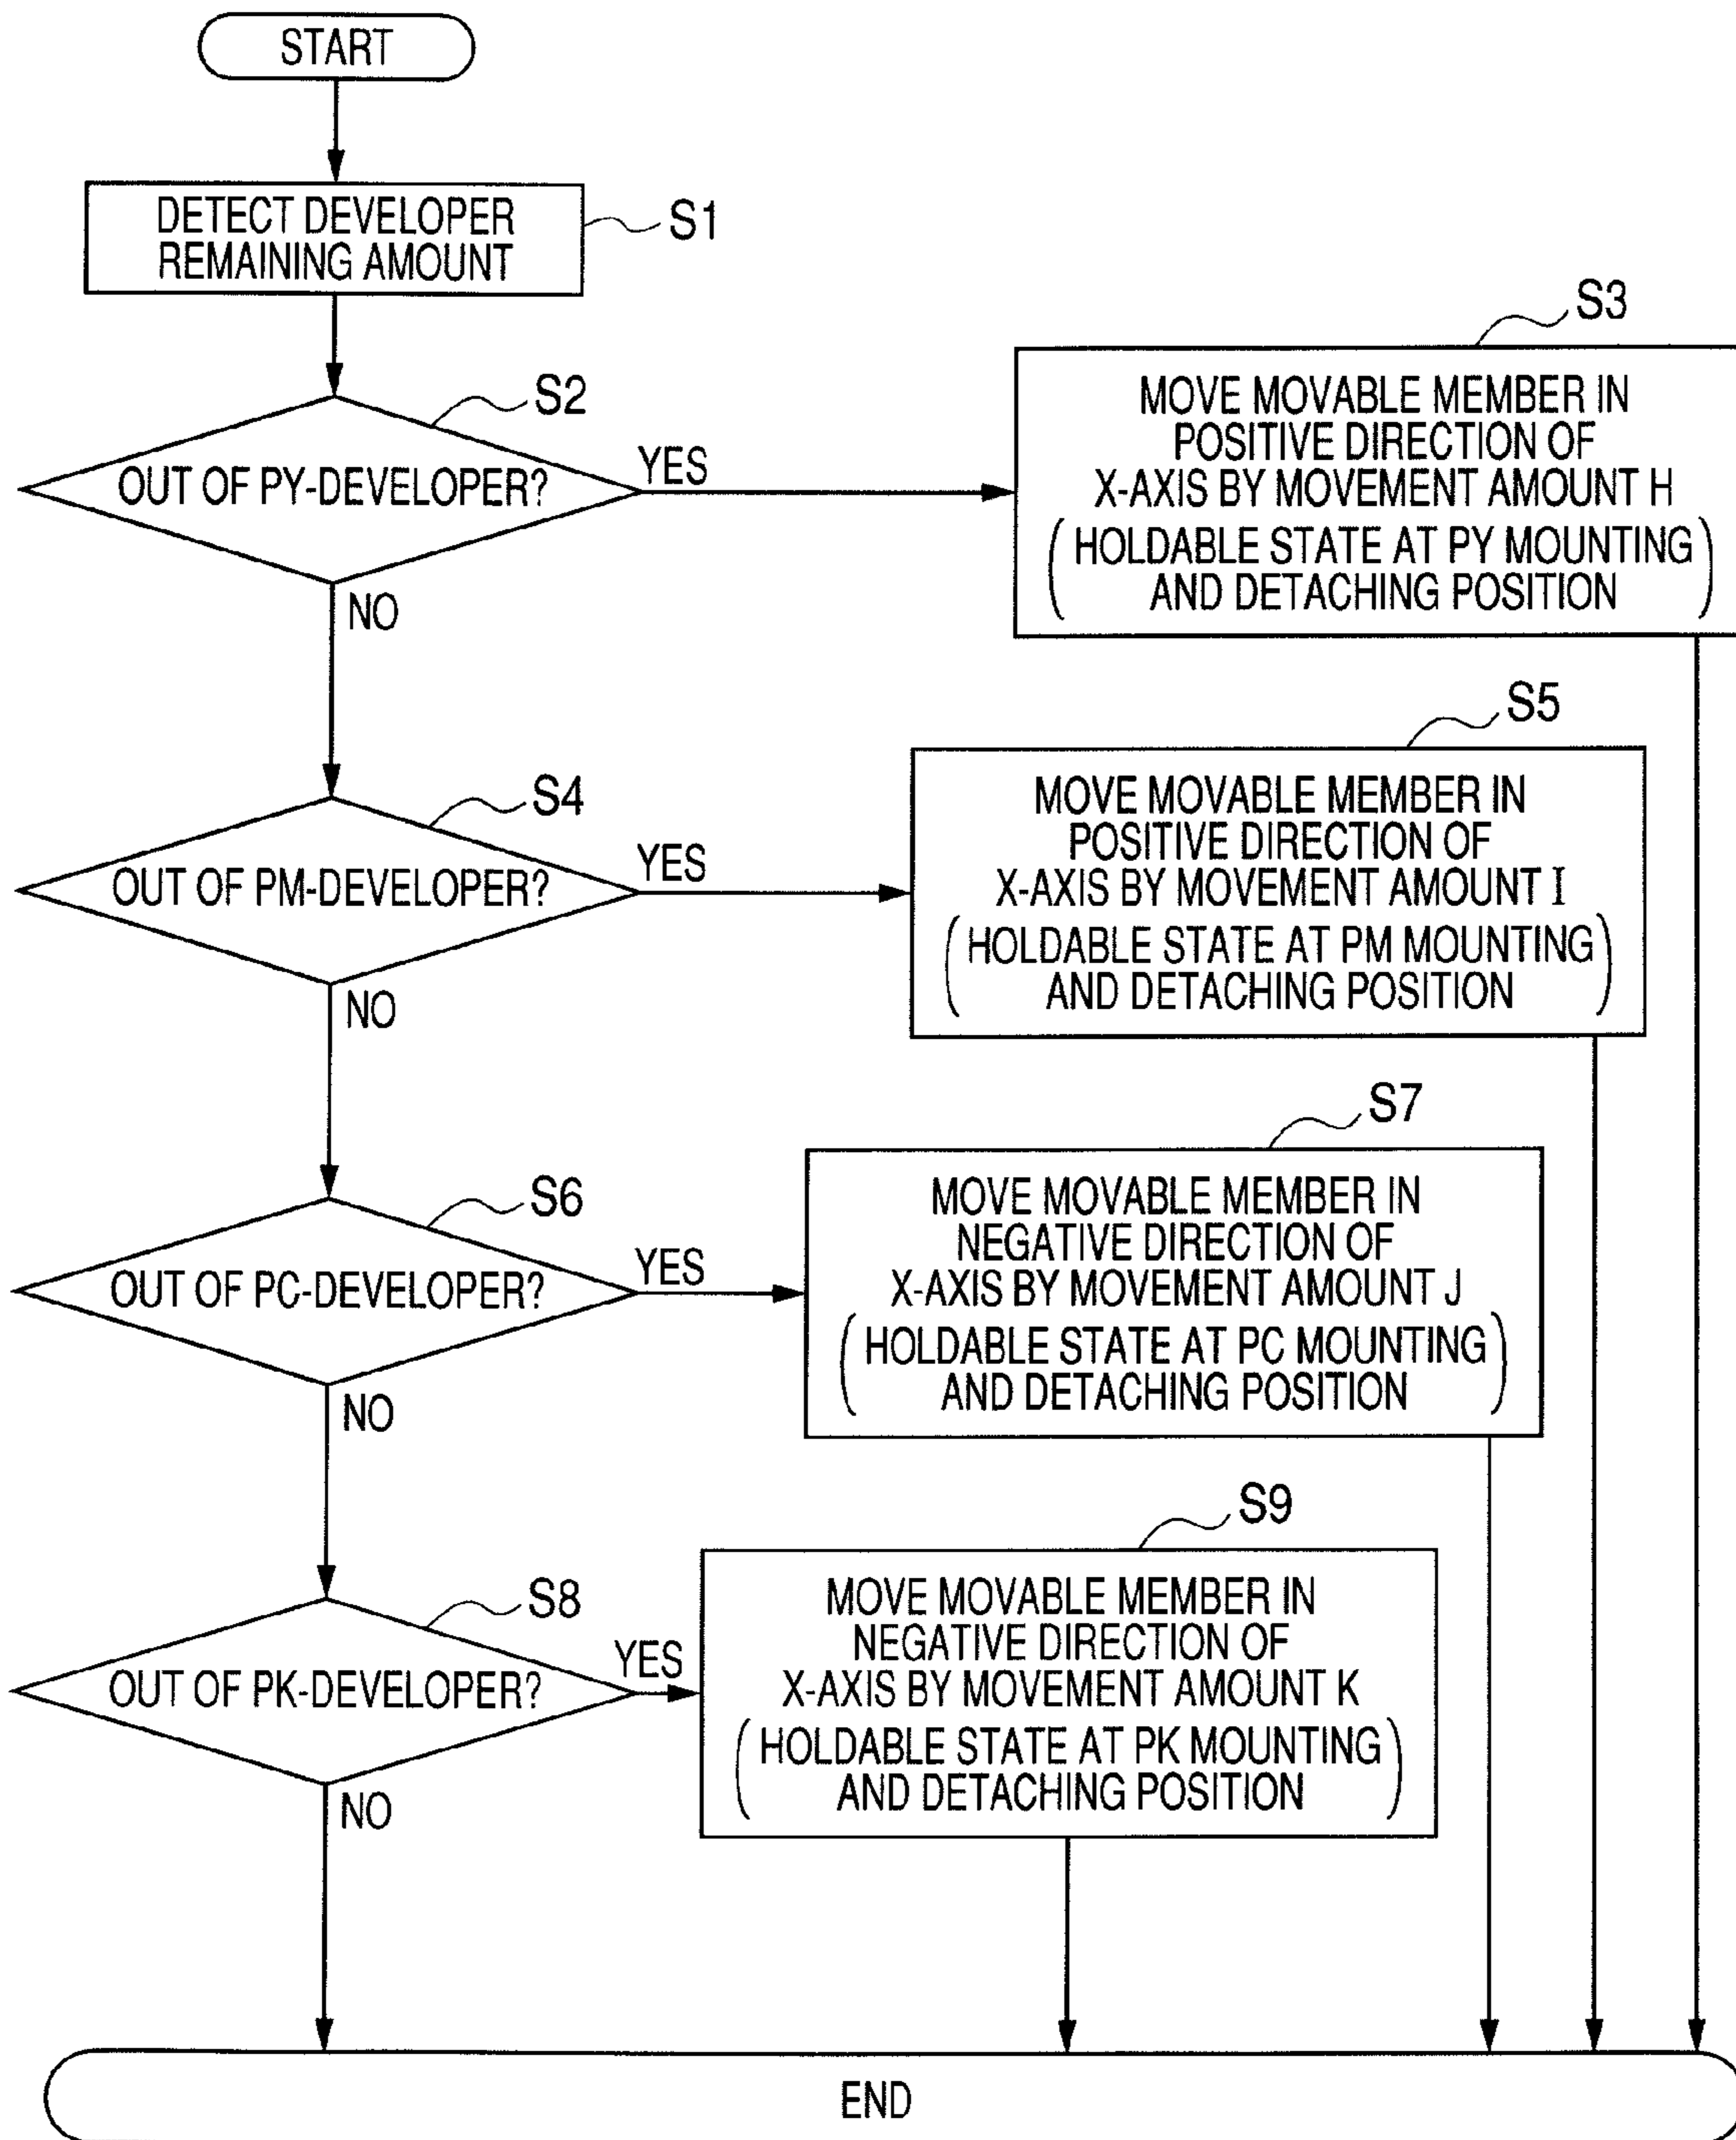 START
DETECT DEVELOPER
REMAINING AMOUNT
S1
S2
OUT OF PY-DEVELOPER?
YES
NO
S3
MOVE MOVABLE MEMBER IN
POSITIVE DIRECTION OF
X-AXIS BY MOVEMENT AMOUNT H
(HOLDABLE STATE AT PY MOUNTING
AND DETACHING POSITION)
S4
OUT OF PM-DEVELOPER?
YES
NO
S5
MOVE MOVABLE MEMBER IN
POSITIVE DIRECTION OF
X-AXIS BY MOVEMENT AMOUNT I
(HOLDABLE STATE AT PM MOUNTING
AND DETACHING POSITION)
S6
OUT OF PC-DEVELOPER?
YES
NO
S7
MOVE MOVABLE MEMBER IN
NEGATIVE DIRECTION OF
X-AXIS BY MOVEMENT AMOUNT J
(HOLDABLE STATE AT PC MOUNTING
AND DETACHING POSITION)
S8
OUT OF PK-DEVELOPER?
YES
NO
S9
MOVE MOVABLE MEMBER IN
NEGATIVE DIRECTION OF
X-AXIS BY MOVEMENT AMOUNT K
(HOLDABLE STATE AT PK MOUNTING
AND DETACHING POSITION)
END